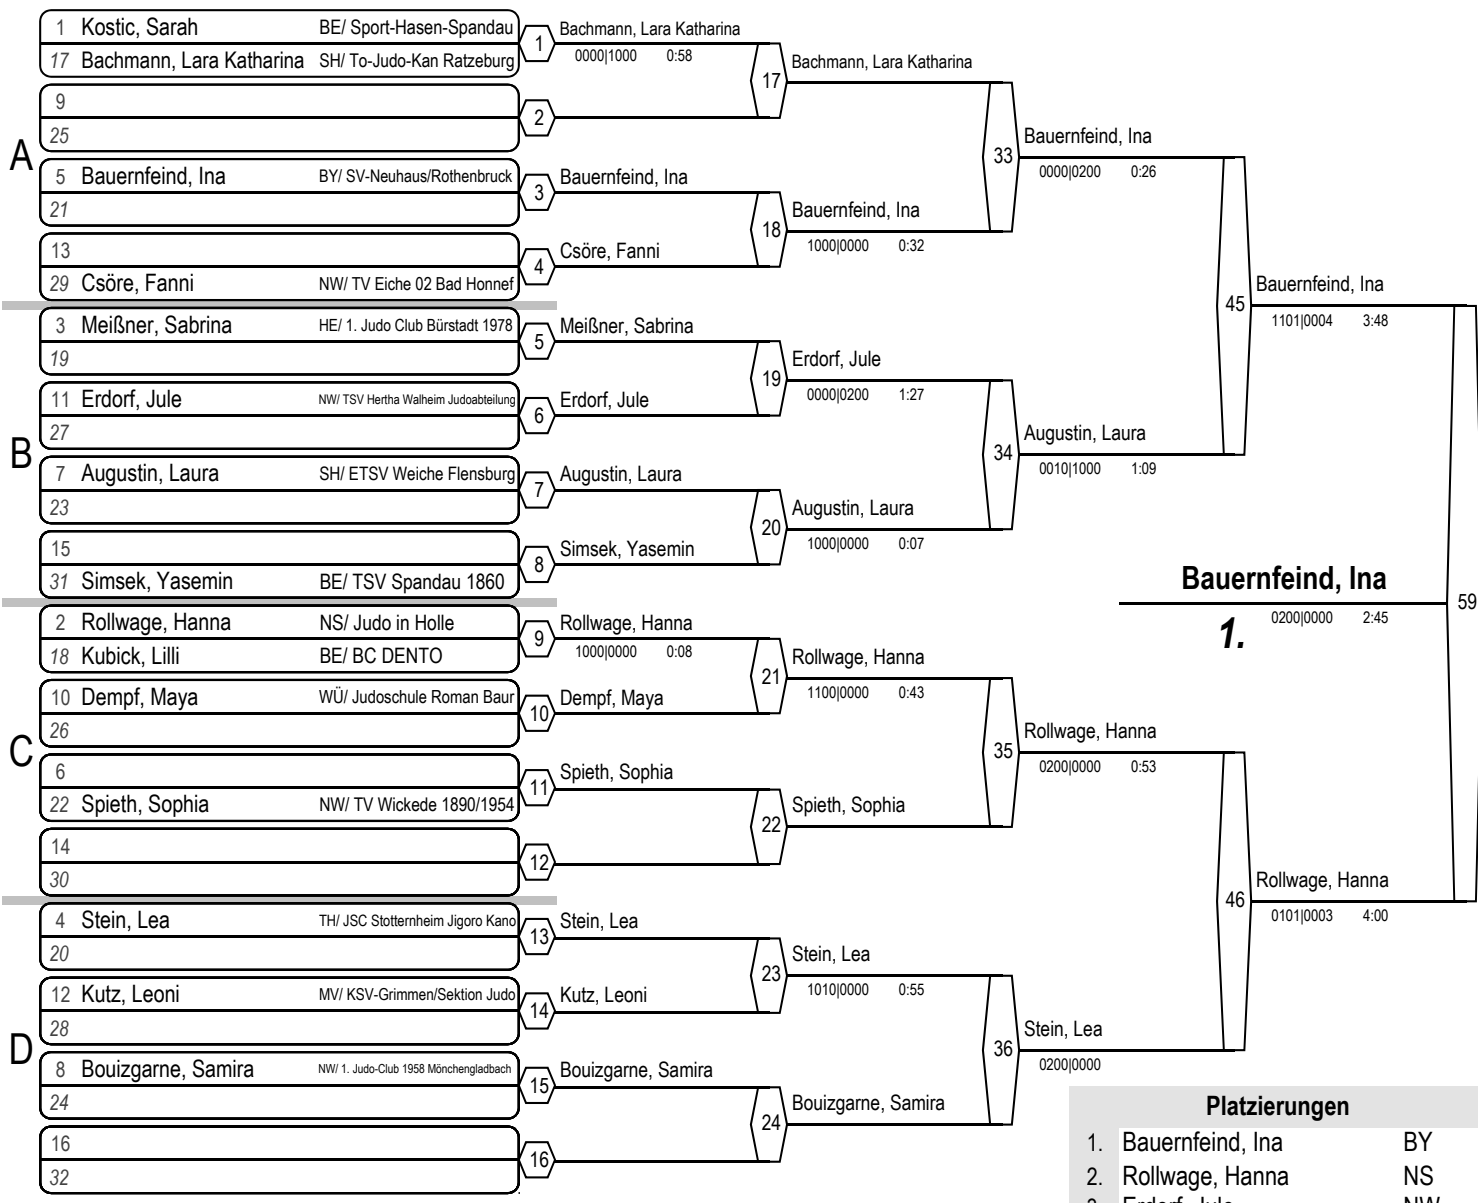 1 Kostic, Sarah BE/ Sport-Hasen-Spandau
17 Bachmann, Lara Katharina SH/ To-Judo-Kan Ratzeburg
9
25
A
5 Bauernfeind, Ina BY/ SV-Neuhaus/Rothenbruck
21
13
29 Csöre, Fanni NW/ TV Eiche 02 Bad Honnef
3 Meißner, Sabrina HE/ 1. Judo Club Bürstadt 1978
19
11 Erdorf, Jule NW/ TSV Hertha Walheim Judoabteilung
27
B
7 Augustin, Laura SH/ ETSV Weiche Flensburg
23
15
31 Simsek, Yasemin BE/ TSV Spandau 1860
2 Rollwage, Hanna NS/ Judo in Holle
18 Kubick, Lilli BE/ BC DENTO
10 Dempf, Maya WÜ/ Judoschule Roman Baur
26
C
6
22 Spieth, Sophia NW/ TV Wickede 1890/1954
14
30
4 Stein, Lea TH/ JSC Stotternheim Jigoro Kano
20
12 Kutz, Leoni MV/ KSV-Grimmen/Sektion Judo
28
D
8 Bouizgarne, Samira NW/ 1. Judo-Club 1958 Mönchengladbach
24
16
32
1 Bachmann, Lara Katharina
0000|1000 0:58
2
3 Bauernfeind, Ina
4 Csöre, Fanni
5 Meißner, Sabrina
6 Erdorf, Jule
7 Augustin, Laura
8 Simsek, Yasemin
9 Rollwage, Hanna
1000|0000 0:08
10 Dempf, Maya
11 Spieth, Sophia
12
13 Stein, Lea
14 Kutz, Leoni
15 Bouizgarne, Samira
16
17 Bachmann, Lara Katharina
18 Bauernfeind, Ina
1000|0000 0:32
19 Erdorf, Jule
0000|0200 1:27
20 Augustin, Laura
1000|0000 0:07
21 Rollwage, Hanna
1100|0000 0:43
22 Spieth, Sophia
23 Stein, Lea
1010|0000 0:55
24 Bouizgarne, Samira
33 Bauernfeind, Ina
0000|0200 0:26
34 Augustin, Laura
0010|1000 1:09
35 Rollwage, Hanna
0200|0000 0:53
36 Stein, Lea
0200|0000
45 Bauernfeind, Ina
1101|0004 3:48
46 Rollwage, Hanna
0101|0003 4:00
Bauernfeind, Ina
59
1. 0200|0000 2:45
Platzierungen
1. Bauernfeind, Ina BY
2. Rollwage, Hanna NS